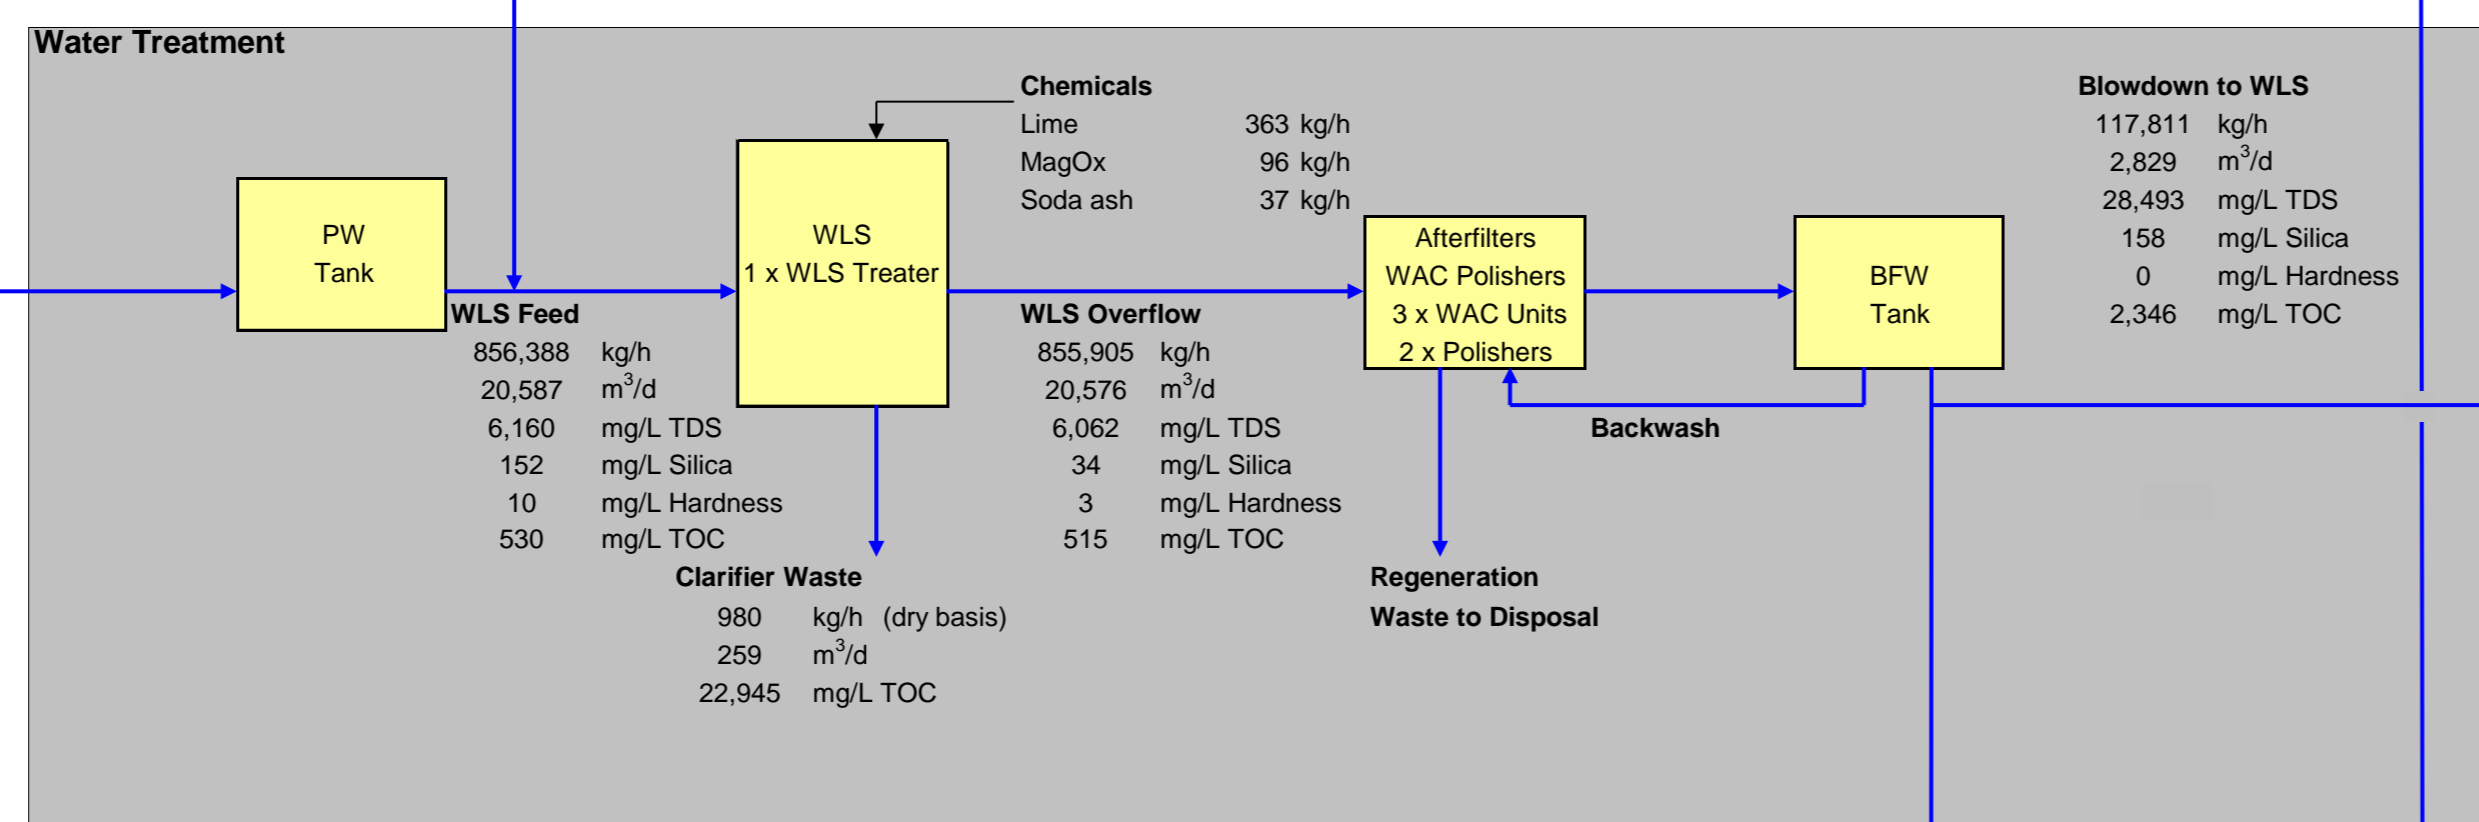 Water Treatment
Chemicals
Lime 363 kg/h
MagOx 96 kg/h
Soda ash 37 kg/h
Blowdown to WLS
117,811 kg/h
2,829 m³/d
28,493 mg/L TDS
158 mg/L Silica
0 mg/L Hardness
2,346 mg/L TOC
PW
Tank
WLS
1 x WLS Treater
Afterfilters
WAC Polishers
3 x WAC Units
2 x Polishers
BFW
Tank
WLS Feed
856,388 kg/h
20,587 m³/d
6,160 mg/L TDS
152 mg/L Silica
10 mg/L Hardness
530 mg/L TOC
WLS Overflow
855,905 kg/h
20,576 m³/d
6,062 mg/L TDS
34 mg/L Silica
3 mg/L Hardness
515 mg/L TOC
Backwash
Clarifier Waste
980 kg/h (dry basis)
259 m³/d
22,945 mg/L TOC
Regeneration
Waste to Disposal